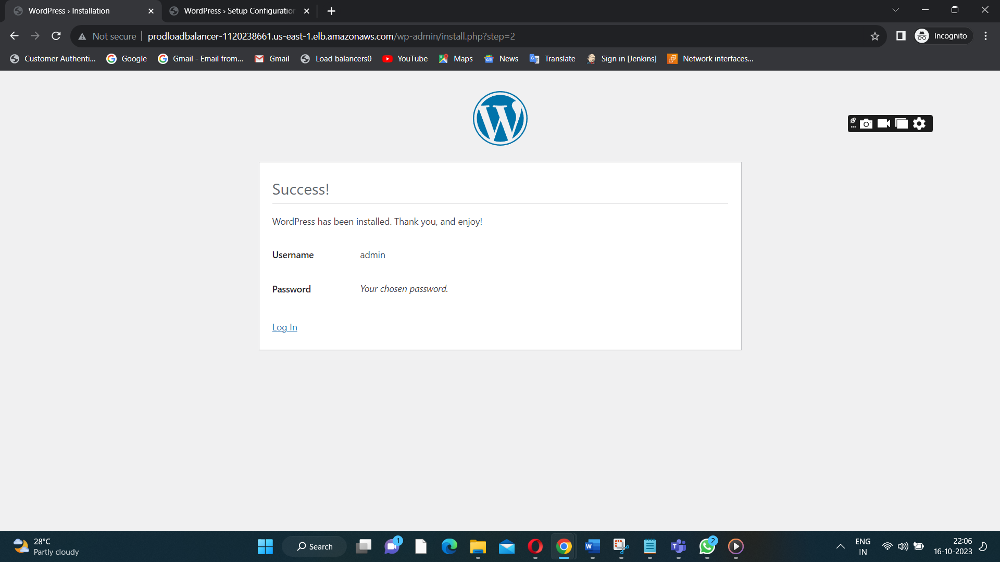 WordPress › Installation
WordPress › Setup Configuration
Not secure prodloadbalancer-1120238661.us-east-1.elb.amazonaws.com/wp-admin/install.php?step=2
Incognito
Customer Authenti... Google Gmail - Email from... Gmail Load balancers0 YouTube Maps News Translate Sign in [Jenkins] Network interfaces...
Success!
WordPress has been installed. Thank you, and enjoy!
Username admin
Password Your chosen password.
Log In
28°C
Partly cloudy
Search
1
2
ENG
IN
22:06
16-10-2023